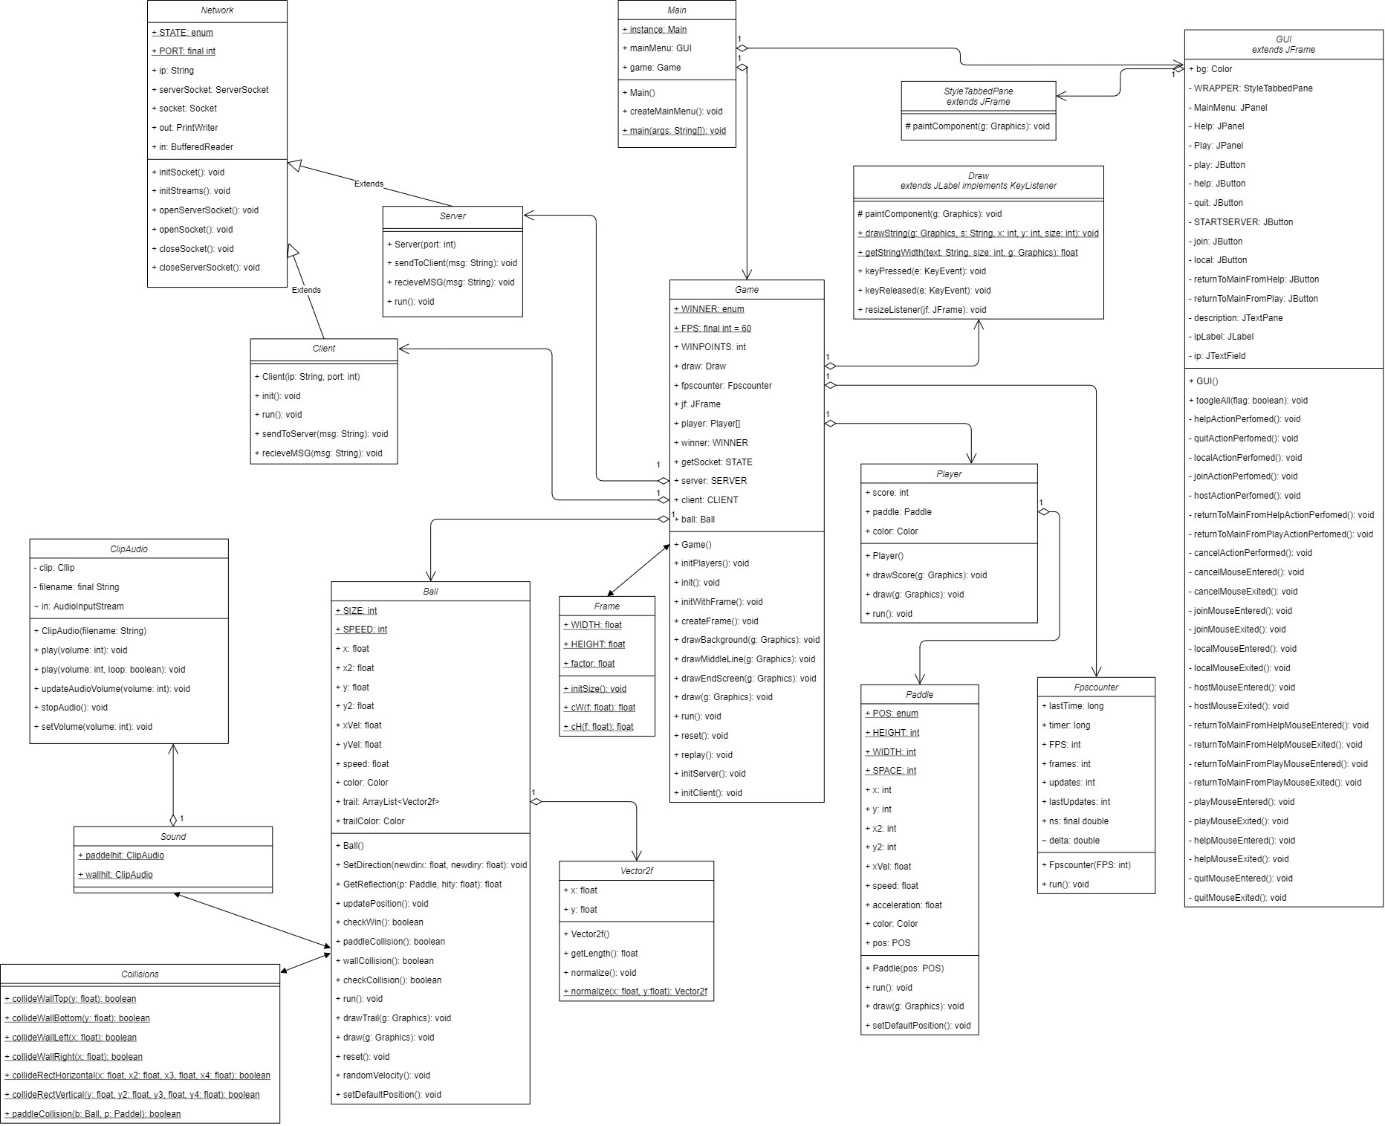 Network
+ STATE: enum
+ PORT: final int
+ ip: String
+ serverSocket: ServerSocket
+ socket: Socket
+ out: PrintWriter
+ in: BufferedReader
+ initSocket(): void
+ initStreams(): void
+ openServerSocket(): void
+ openSocket(): void
+ closeSocket(): void
+ closeServerSocket(): void
Extends
Extends
Server
+ Server(port: int)
+ sendToClient(msg: String): void
+ recieveMSG(msg: String): void
+ run(): void
Client
+ Client(ip: String, port: int)
+ init(): void
+ run(): void
+ sendToServer(msg: String): void
+ recieveMSG(msg: String): void
Main
+ instance: Main
+ mainMenu: GUI
+ game: Game
+ Main()
+ createMainMenu(): void
+ main(args: String[]): void
1
1
StyleTabbedPane
extends JFrame
# paintComponent(g: Graphics): void
1
GUI
extends JFrame
+ bg: Color
- WRAPPER: StyleTabbedPane
- MainMenu: JPanel
- Help: JPanel
- Play: JPanel
- play: JButton
- help: JButton
- quit: JButton
- STARTSERVER: JButton
- join: JButton
- local: JButton
- returnToMainFromHelp: JButton
- returnToMainFromPlay: JButton
- description: JTextPane
- ipLabel: JLabel
- ip: JTextField
+ GUI()
+ toogleAll(flag: boolean): void
- helpActionPerfomed(): void
- quitActionPerfomed(): void
- localActionPerfomed(): void
- joinActionPerfomed(): void
- hostActionPerfomed(): void
- returnToMainFromHelpActionPerfomed(): void
- returnToMainFromPlayActionPerfomed(): void
- cancelActionPerformed(): void
- cancelMouseEntered(): void
- cancelMouseExited(): void
- joinMouseEntered(): void
- joinMouseExited(): void
- localMouseEntered(): void
- localMouseExited(): void
- hostMouseEntered(): void
- hostMouseExited(): void
- returnToMainFromHelpMouseEntered(): void
- returnToMainFromHelpMouseExited(): void
- returnToMainFromPlayMouseEntered(): void
- returnToMainFromPlayMouseExited(): void
- playMouseEntered(): void
- playMouseExited(): void
- helpMouseEntered(): void
- helpMouseExited(): void
- quitMouseEntered(): void
- quitMouseExited(): void
Draw
extends JLabel implements KeyListener
# paintComponent(g: Graphics): void
+ drawString(g: Graphics, s: String, x: int, y: int, size: int): void
+ getStringWidth(text: String, size: int, g: Graphics): float
+ keyPressed(e: KeyEvent): void
+ keyReleased(e: KeyEvent): void
+ resizeListener(jf: JFrame): void
Game
+ WINNER: enum
+ FPS: final int = 60
+ WINPOINTS: int
+ draw: Draw
+ fpscounter: Fpscounter
+ jf: JFrame
+ player: Player[]
+ winner: WINNER
+ getSocket: STATE
+ server: SERVER
+ client: CLIENT
+ ball: Ball
+ Game()
+ initPlayers(): void
+ init(): void
+ initWithFrame(): void
+ createFrame(): void
+ drawBackground(g: Graphics): void
+ drawMiddleLine(g: Graphics): void
+ drawEndScreen(g: Graphics): void
+ draw(g: Graphics): void
+ run(): void
+ reset(): void
+ replay(): void
+ initServer(): void
+ initClient(): void
1
1
1
1
1
1
Player
+ score: int
+ paddle: Paddle
+ color: Color
+ Player()
+ drawScore(g: Graphics): void
+ draw(g: Graphics): void
+ run(): void
1
ClipAudio
- clip: Cllip
- filename: final String
~ in: AudioInputStream
+ ClipAudio(filename: String)
+ play(volume: int): void
+ play(volume: int, loop: boolean): void
+ updateAudioVolume(volume: int): void
+ stopAudio(): void
+ setVolume(volume: int): void
1
Sound
+ paddelhit: ClipAudio
+ wallhit: ClipAudio
Collisions
+ collideWallTop(y: float): boolean
+ collideWallBottom(y: float): boolean
+ collideWallLeft(x: float): boolean
+ collideWallRight(x: float): boolean
+ collideRectHorizontal(x: float, x2: float, x3, float, x4: float): boolean
+ collideRectVertical(y: float, y2: float, y3, float, y4: float): boolean
+ paddleCollision(b: Ball, p: Paddel): boolean
Ball
+ SIZE: int
+ SPEED: int
+ x: float
+ x2: float
+ y: float
+ y2: float
+ xVel: float
+ yVel: float
+ speed: float
+ color: Color
+ trail: ArrayList<Vector2f>
+ trailColor: Color
+ Ball()
+ SetDirection(newdirx: float, newdiry: float): void
+ GetReflection(p: Paddle, hity: float): float
+ updatePosition(): void
+ checkWin(): boolean
+ paddleCollision(): boolean
+ wallCollision(): boolean
+ checkCollision(): boolean
+ run(): void
+ drawTrail(g: Graphics): void
+ draw(g: Graphics): void
+ reset(): void
+ randomVelocity(): void
+ setDefaultPosition(): void
1
Frame
+ WIDTH: float
+ HEIGHT: float
+ factor: float
+ initSize(): void
+ cW(f: float): float
+ cH(f: float): float
Vector2f
+ x: float
+ y: float
+ Vector2f()
+ getLength(): float
+ normalize(): void
+ normalize(x: float, y:float): Vector2f
Paddle
+ POS: enum
+ HEIGHT: int
+ WIDTH: int
+ SPACE: int
+ x: int
+ y: int
+ x2: int
+ y2: int
+ xVel: float
+ speed: float
+ acceleration: float
+ color: Color
+ pos: POS
+ Paddle(pos: POS)
+ run(): void
+ draw(g: Graphics): void
+ setDefaultPosition(): void
Fpscounter
+ lastTime: long
+ timer: long
+ FPS: int
+ frames: int
+ updates: int
+ lastUpdates: int
+ ns: final double
~ delta: double
+ Fpscounter(FPS: int)
+ run(): void